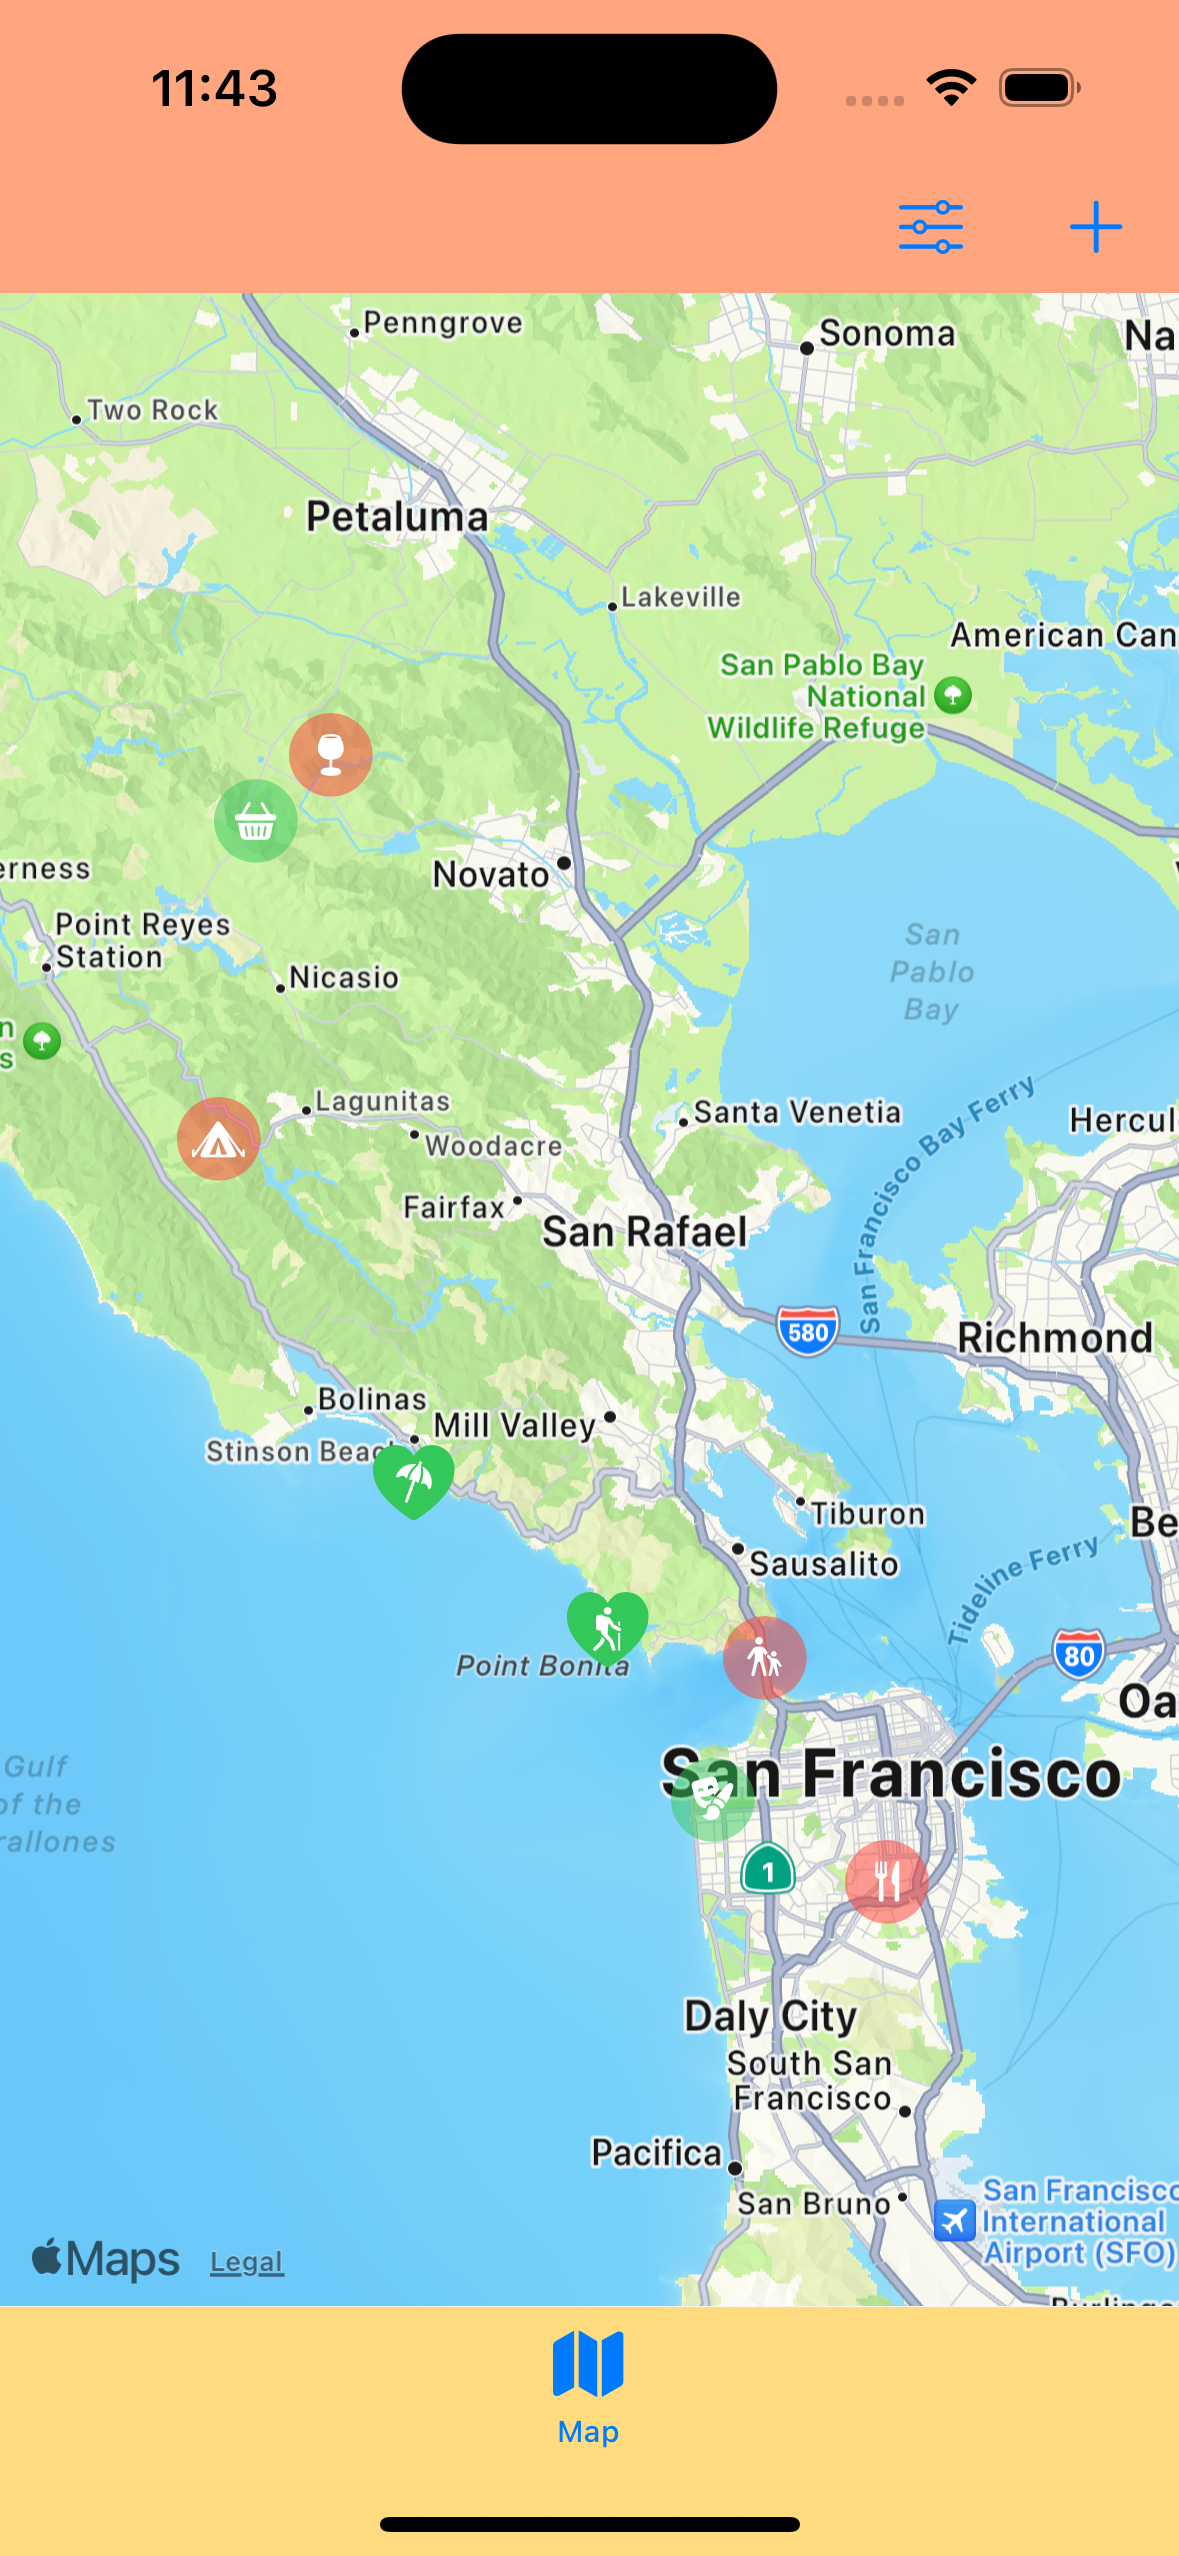 11:43
Penngrove
Sonoma
Na
Two Rock
Petaluma
Lakeville
American Can
San Pablo Bay
National
Wildlife Refuge
erness
Novato
Point Reyes
Station
San
Pablo
Bay
Nicasio
n
s
Lagunitas
Santa Venetia
San Francisco Bay Ferry
Hercul
Woodacre
Fairfax
San Rafael
580
Richmond
Bolinas
Mill Valley
Stinson Beac
Tiburon
Be
Sausalito
Tideline Ferry
Point Bonita
80
Oa
San Francisco
Gulf
of the
rallones
1
Daly City
South San
Francisco
Pacifica
San Bruno
San Francisco
International
Airport (SFO)
Maps
Legal
Burlinga
Map